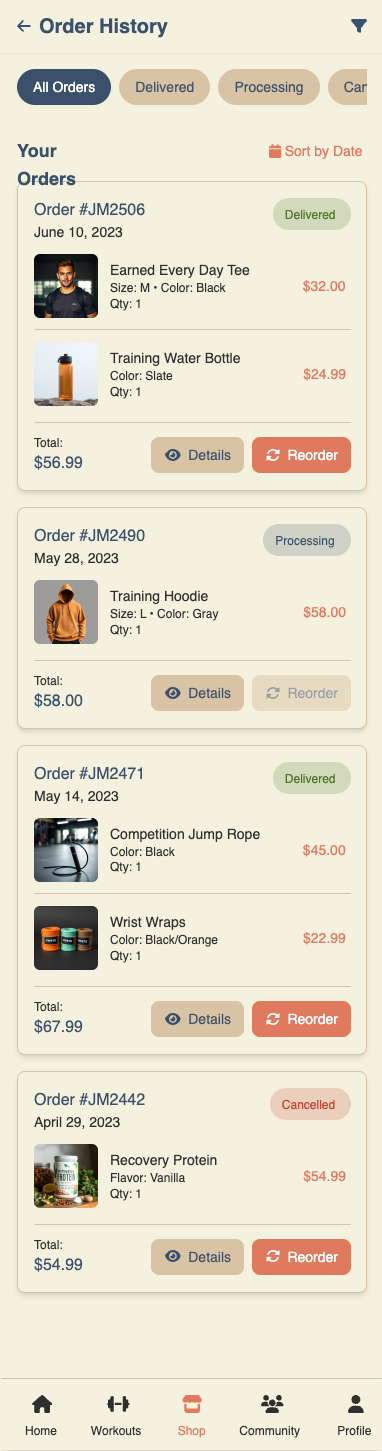 Order History
All Orders
Delivered
Processing
Can
Your
Orders
Sort by Date
Order #JM2506
Delivered
June 10, 2023
Earned Every Day Tee
Size: M • Color: Black
Qty: 1
$32.00
Training Water Bottle
Color: Slate
Qty: 1
$24.99
Total:
$56.99
Details
Reorder
Order #JM2490
Processing
May 28, 2023
Training Hoodie
Size: L • Color: Gray
Qty: 1
$58.00
Total:
$58.00
Details
Reorder
Order #JM2471
Delivered
May 14, 2023
Competition Jump Rope
Color: Black
Qty: 1
$45.00
Wrist Wraps
Color: Black/Orange
Qty: 1
$22.99
Total:
$67.99
Details
Reorder
Order #JM2442
Cancelled
April 29, 2023
PROTEIN
Recovery Protein
Flavor: Vanilla
Qty: 1
$54.99
Total:
$54.99
Details
Reorder
Home
Workouts
Shop
Community
Profile